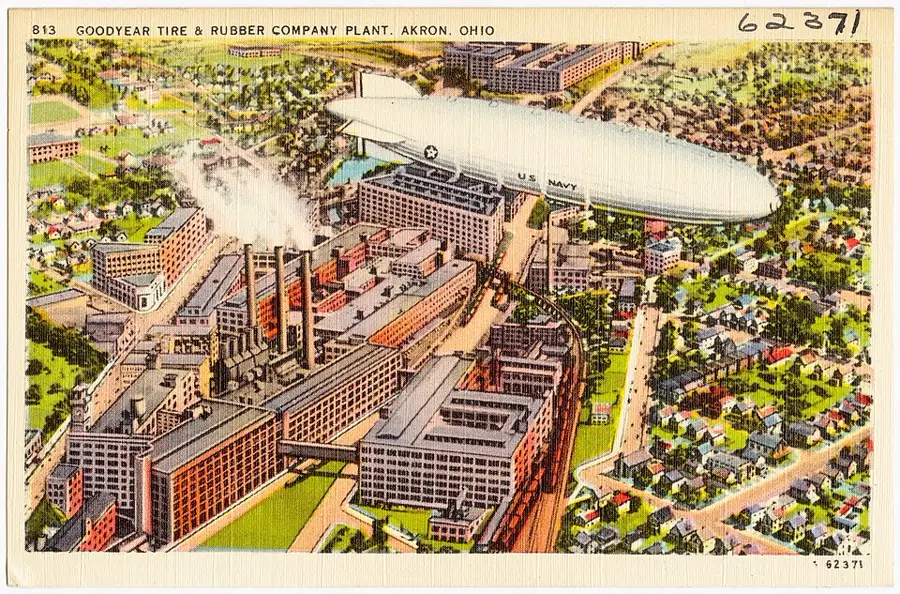 813 GOODYEAR TIRE & RUBBER COMPANY PLANT. AKRON, OHIO
62371
U.S. NAVY
62371